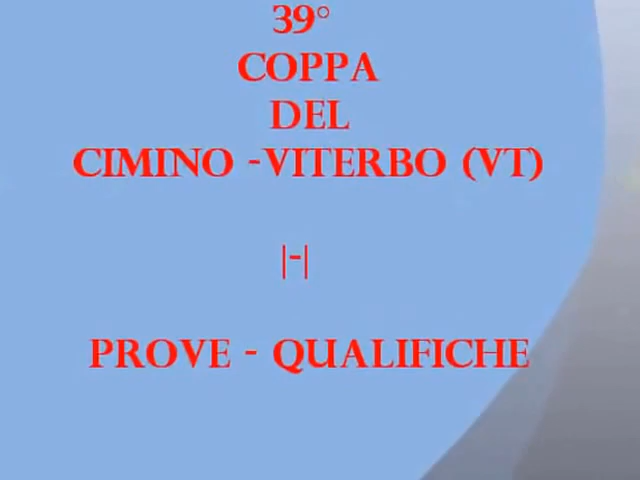 39°
COPPA
DEL
CIMINO -VITERBO (VT)
|-|
PROVE - QUALIFICHE